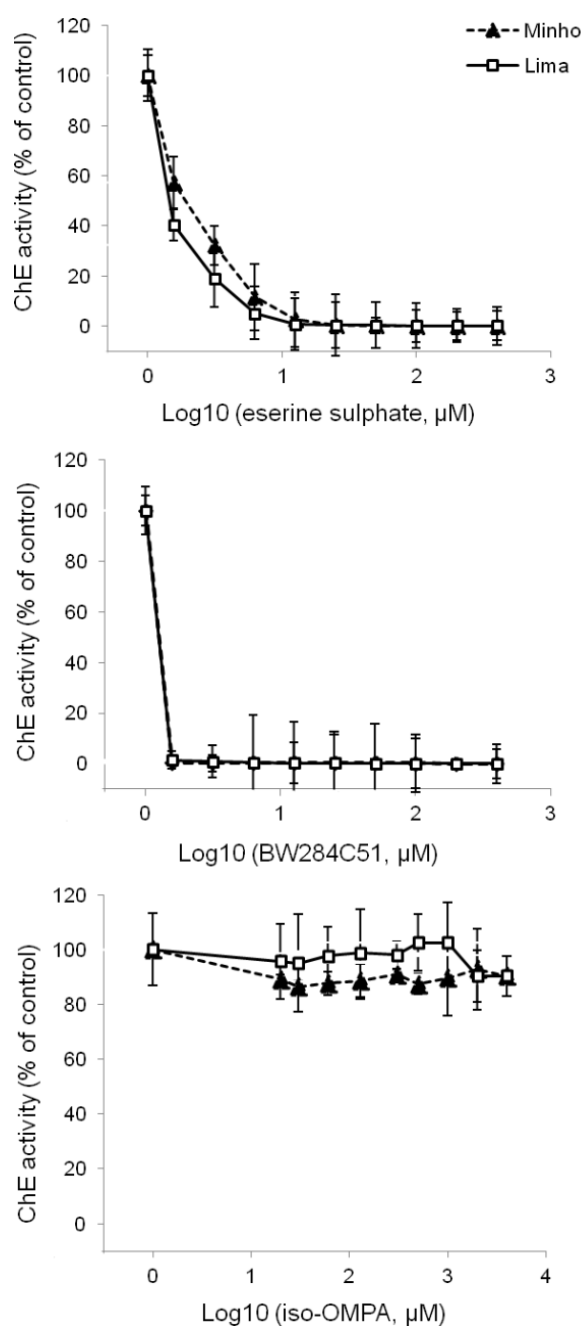 Minho
Lima
120
100
80
60
40
20
0
ChE activity (% of control)
0 1 2 3
Log10 (eserine sulphate, µM)
120
100
80
60
40
20
0
ChE activity (% of control)
0 1 2 3
Log10 (BW284C51, µM)
120
100
80
60
40
20
0
ChE activity (% of control)
0 1 2 3 4
Log10 (iso-OMPA, µM)